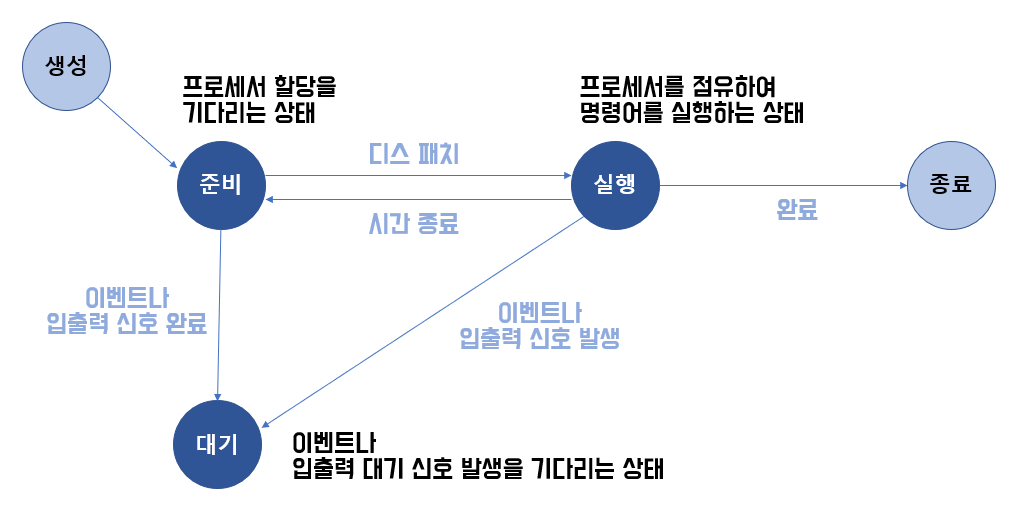 생성
프로세서 할당을
기다리는 상태
프로세서를 점유하여
명령어를 실행하는 상태
디스 패치
준비
실행
종료
시간 종료
완료
이벤트나
입출력 신호 완료
이벤트나
입출력 신호 발생
대기
이벤트나
입출력 대기 신호 발생을 기다리는 상태